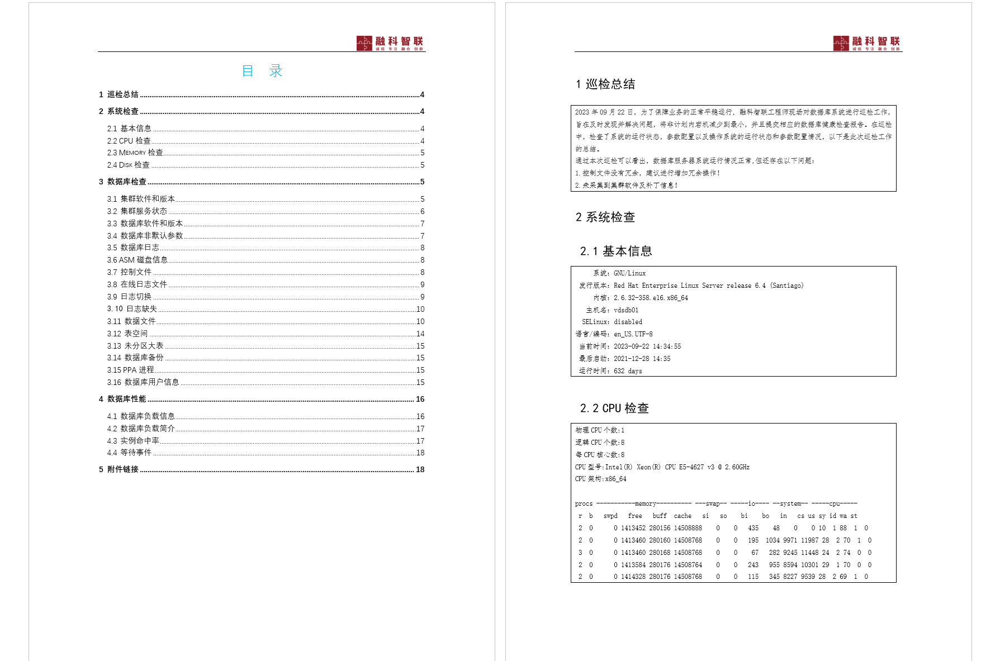 融科智联
诚信 专注 融合 创新
目 录
1 巡检总结 4
2 系统检查 4
2.1 基本信息 4
2.2 CPU 检查 4
2.3 MEMORY 检查 5
2.4 DISK 检查 5
3 数据库检查 5
3.1 集群软件和版本 5
3.2 集群服务状态 6
3.3 数据库软件和版本 7
3.4 数据库非默认参数 7
3.5 数据库日志 8
3.6 ASM 磁盘信息 8
3.7 控制文件 8
3.8 在线日志文件 9
3.9 日志切换 9
3.10 日志缺失 10
3.11 数据文件 10
3.12 表空间 14
3.13 未分区大表 15
3.14 数据库备份 15
3.15 PPA 进程 15
3.16 数据库用户信息 15
4 数据库性能 16
4.1 数据库负载信息 16
4.2 数据库负载简介 17
4.3 实例命中率 17
4.4 等待事件 18
5 附件链接 18
融科智联
诚信 专注 融合 创新
1 巡检总结
2023 年 09 月 22 日，为了保障业务的正常平稳运行，融科智联工程师现场对数据库系统进行巡检工作，
旨在及时发现并解决问题，将非计划内宕机减少到最小，并且提交相应的数据库健康检查报告。在巡检
中，检查了系统的运行状态，参数配置以及操作系统的运行状态和参数配置情况，以下是此次巡检工作
的总结。
通过本次巡检可以看出，数据库服务器系统运行情况正常,但还存在以下问题：
1.控制文件没有冗余，建议进行增加冗余操作！
2.未采集到集群软件及补丁信息！
2 系统检查
2.1 基本信息
系统：GNU/Linux
发行版本：Red Hat Enterprise Linux Server release 6.4 (Santiago)
内核：2.6.32-358.el6.x86_64
主机名：vdsdb01
SELinux：disabled
语言/编码：en_US.UTF-8
当前时间：2023-09-22 14:34:55
最后启动：2021-12-28 14:35
运行时间：632 days
2.2 CPU 检查
物理 CPU 个数:1
逻辑 CPU 个数:8
每 CPU 核心数:8
CPU 型号:Intel(R) Xeon(R) CPU E5-4627 v3 @ 2.60GHz
CPU 架构:x86_64
procs -----------memory---------- ---swap-- -----io---- --system-- -----cpu-----
r b swpd free buff cache si so bi bo in cs us sy id wa st
2 0 0 1413452 280156 14508888 0 0 435 48 0 0 10 1 88 1 0
2 0 0 1413460 280160 14508768 0 0 195 1034 9971 11987 28 2 70 1 0
3 0 0 1413460 280168 14508768 0 0 67 282 9245 11448 24 2 74 0 0
2 0 0 1413584 280176 14508764 0 0 243 955 8594 10301 29 1 70 0 0
2 0 0 1414328 280176 14508768 0 0 115 345 8227 9539 28 2 69 1 0